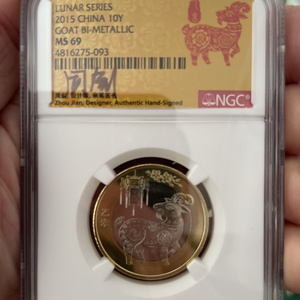 LUNAR SERIES
2015 CHINA 10Y
GOAT BI-METALLIC
MS 69
4816275-093
Zhou Jian, Designer, Authentic Hand-Signed
NGC